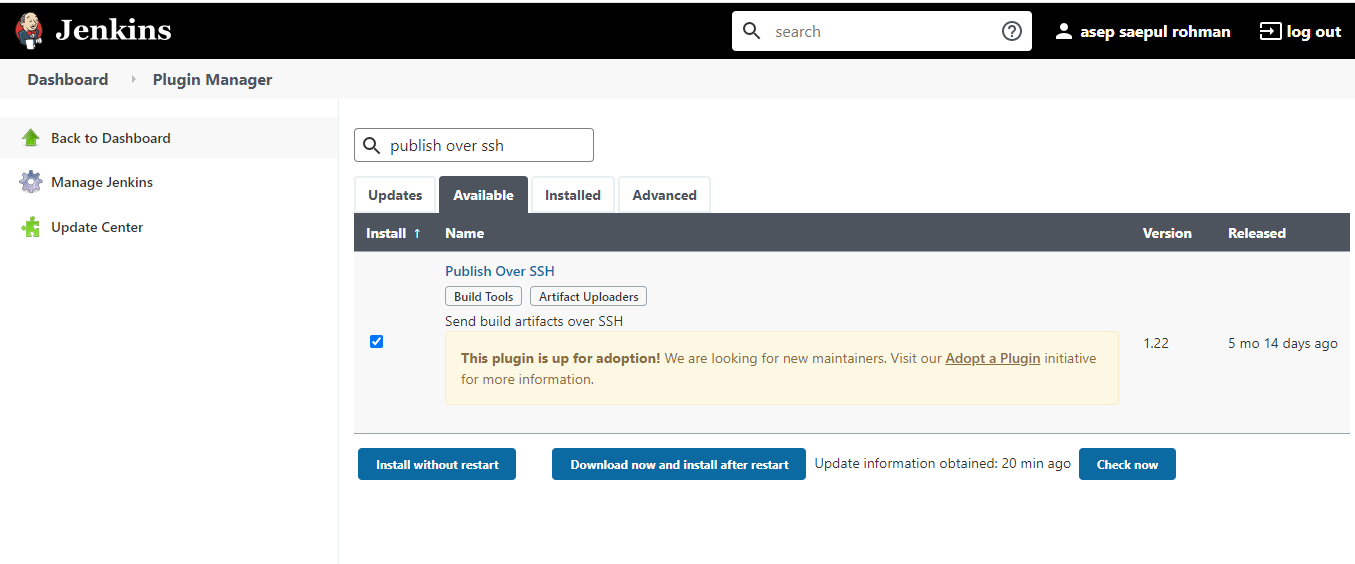 Jenkins
search
asep saepul rohman
log out
Dashboard
Plugin Manager
Back to Dashboard
Manage Jenkins
Update Center
publish over ssh
Updates
Available
Installed
Advanced
Install ↑
Name
Version
Released
Publish Over SSH
Build Tools
Artifact Uploaders
Send build artifacts over SSH
This plugin is up for adoption! We are looking for new maintainers. Visit our Adopt a Plugin initiative
for more information.
1.22
5 mo 14 days ago
Install without restart
Download now and install after restart
Update information obtained: 20 min ago
Check now